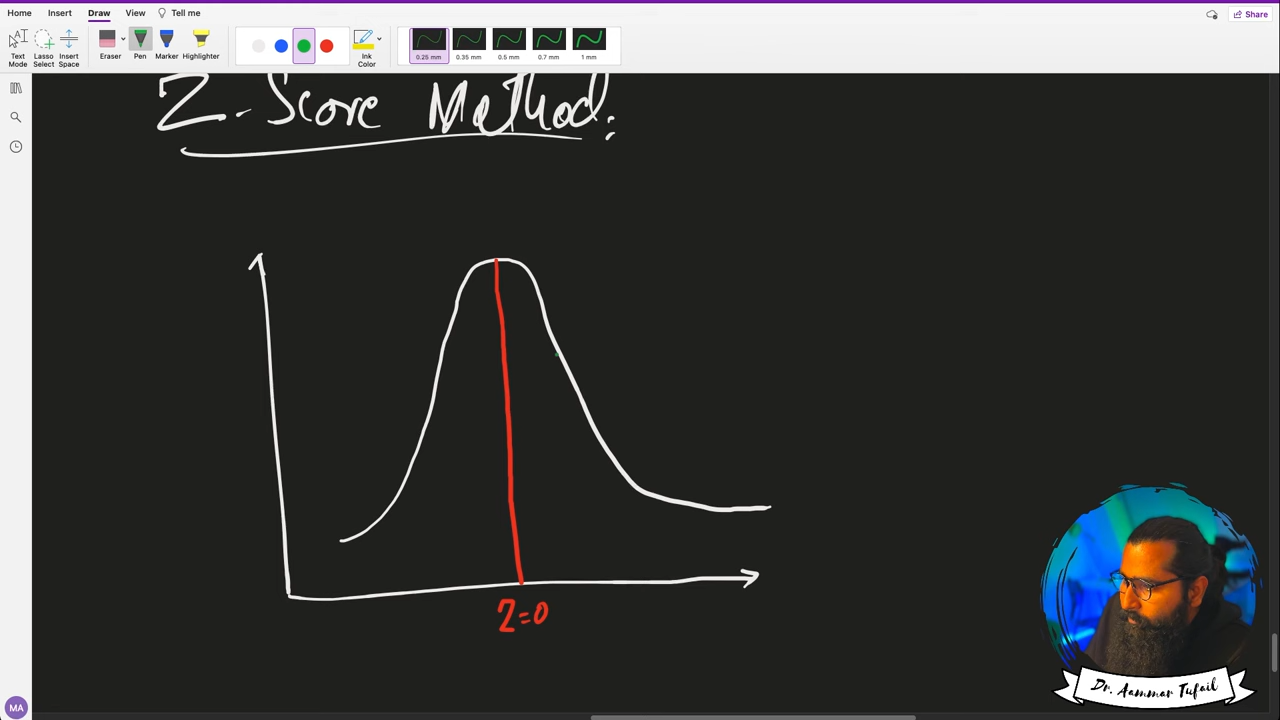 Home Insert Draw View Tell me
Share
Text Mode
Lasso Select
Insert Space
Eraser
Pen
Marker
Highlighter
Ink Color
0.25 mm
0.35 mm
0.5 mm
0.7 mm
1 mm
Z-Score Method:
Z=0
MA
Dr. Aammar Tufail